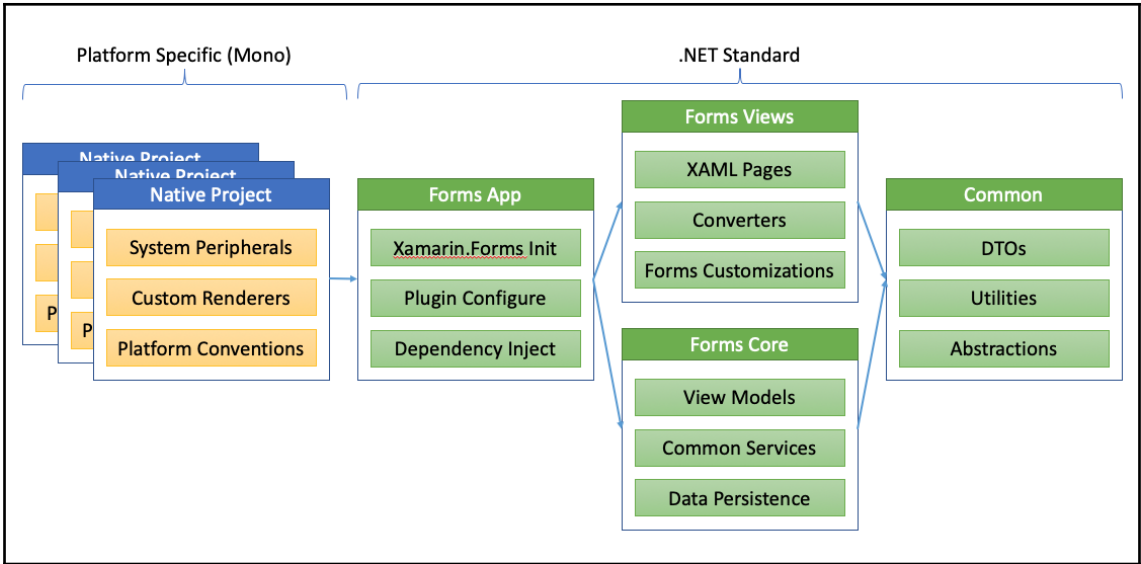 Platform Specific (Mono)
.NET Standard
Native Project
P
Native Project
P
Native Project
System Peripherals
Custom Renderers
Platform Conventions
Forms App
Xamarin.Forms Init
Plugin Configure
Dependency Inject
Forms Views
XAML Pages
Converters
Forms Customizations
Forms Core
View Models
Common Services
Data Persistence
Common
DTOs
Utilities
Abstractions